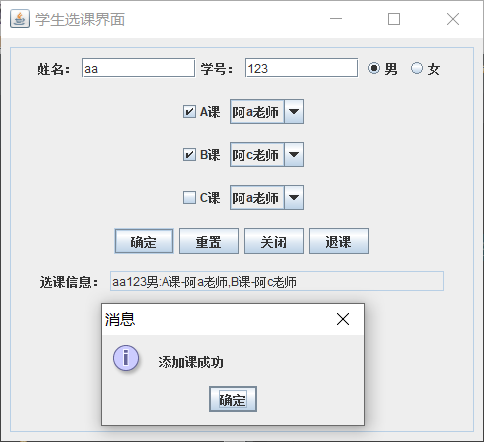 学生选课界面
姓名： aa 学号： 123 男 女
A课 阿a老师
B课 阿c老师
C课 阿a老师
确定 重置 关闭 退课
选课信息： aa123男:A课-阿a老师,B课-阿c老师
消息
添加课成功
确定